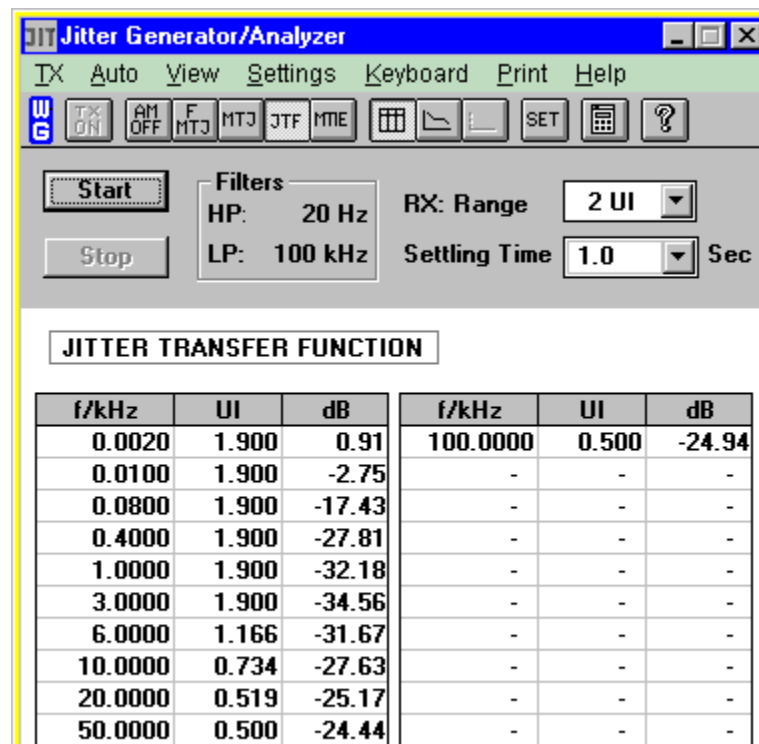 JIT Jitter Generator/Analyzer
TX Auto View Settings Keyboard Print Help
WG TX ON AM OFF F MTJ MTJ JTF MTIE SET ?
Start
Stop
Filters
HP: 20 Hz
LP: 100 kHz
RX: Range 2 UI
Settling Time 1.0 Sec
JITTER TRANSFER FUNCTION
f/kHz UI dB f/kHz UI dB
0.0020 1.900 0.91 100.0000 0.500 -24.94
0.0100 1.900 -2.75 - - -
0.0800 1.900 -17.43 - - -
0.4000 1.900 -27.81 - - -
1.0000 1.900 -32.18 - - -
3.0000 1.900 -34.56 - - -
6.0000 1.166 -31.67 - - -
10.0000 0.734 -27.63 - - -
20.0000 0.519 -25.17 - - -
50.0000 0.500 -24.44 - - -